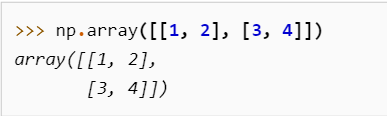 >>> np.array([[1, 2], [3, 4]])
array([[1, 2],
       [3, 4]])